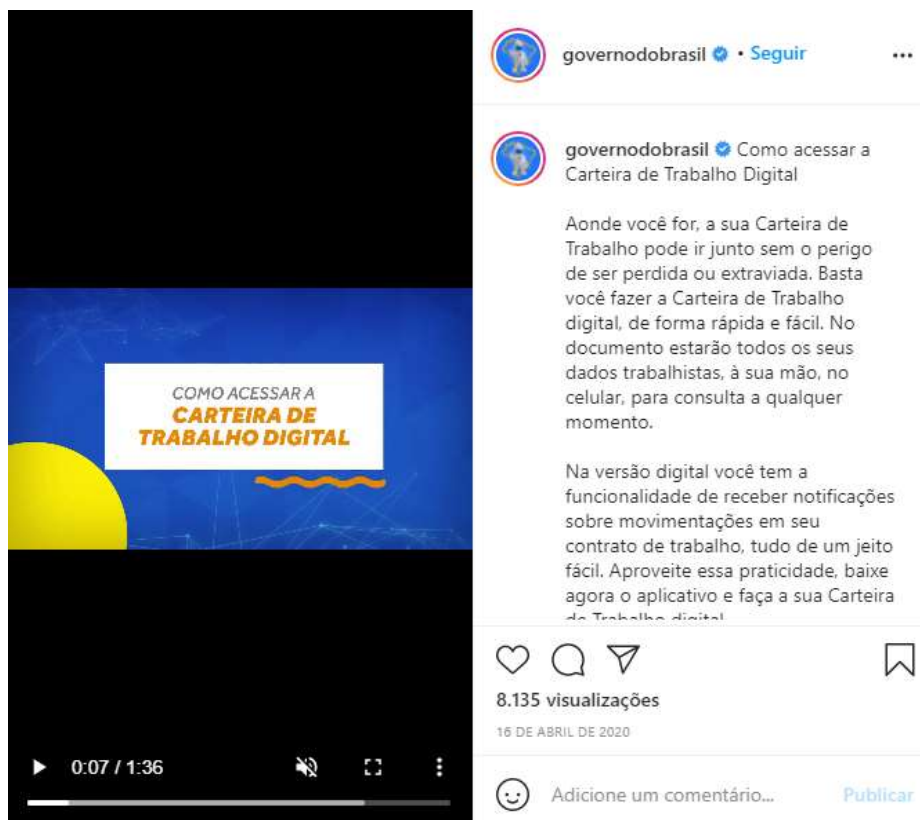 governodobrasil • Seguir
governodobrasil Como acessar a
Carteira de Trabalho Digital
Aonde você for, a sua Carteira de
Trabalho pode ir junto sem o perigo
de ser perdida ou extraviada. Basta
você fazer a Carteira de Trabalho
digital, de forma rápida e fácil. No
documento estarão todos os seus
dados trabalhistas, à sua mão, no
celular, para consulta a qualquer
momento.
Na versão digital você tem a
funcionalidade de receber notificações
sobre movimentações em seu
contrato de trabalho, tudo de um jeito
fácil. Aproveite essa praticidade, baixe
agora o aplicativo e faça a sua Carteira
de Trabalho digital
COMO ACESSAR A
CARTEIRA DE
TRABALHO DIGITAL
0:07 / 1:36
8.135 visualizações
16 DE ABRIL DE 2020
Adicione um comentário... Publicar